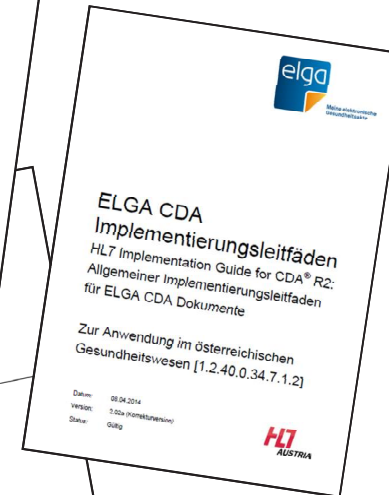 elga
Meine elektronische
Gesundheitsakte
ELGA CDA
Implementierungsleitfäden
HL7 Implementation Guide for CDA® R2:
Allgemeiner Implementierungsleitfaden
für ELGA CDA Dokumente
Zur Anwendung im österreichischen
Gesundheitswesen [1.2.40.0.34.7.1.2]
Datum: 08.04.2014
Version: 2.02a (Korrekturversion)
Status: Gültig
HL7
AUSTRIA